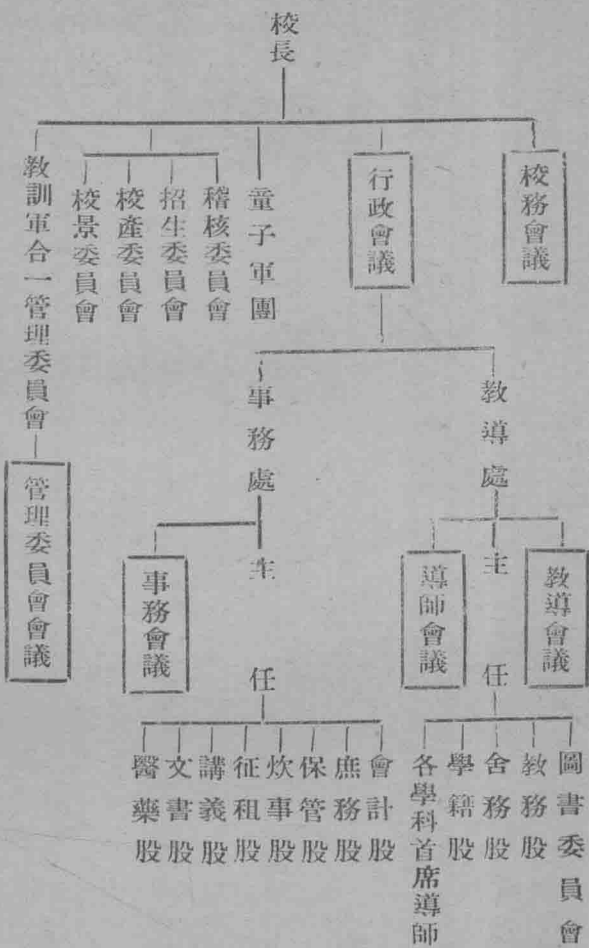 校長
校務會議
行政會議
童子軍團
稽核委員會
招生委員會
校產委員會
校景委員會
教訓軍合一管理委員會
管理委員會會議
教導處
事務處
教導會議
主任
導師會議
主任
事務會議
圖書委員會
教務股
舍務股
學籍股
各學科首席導師
會計股
庶務股
保管股
炊事股
征租股
講義股
文書股
醫藥股